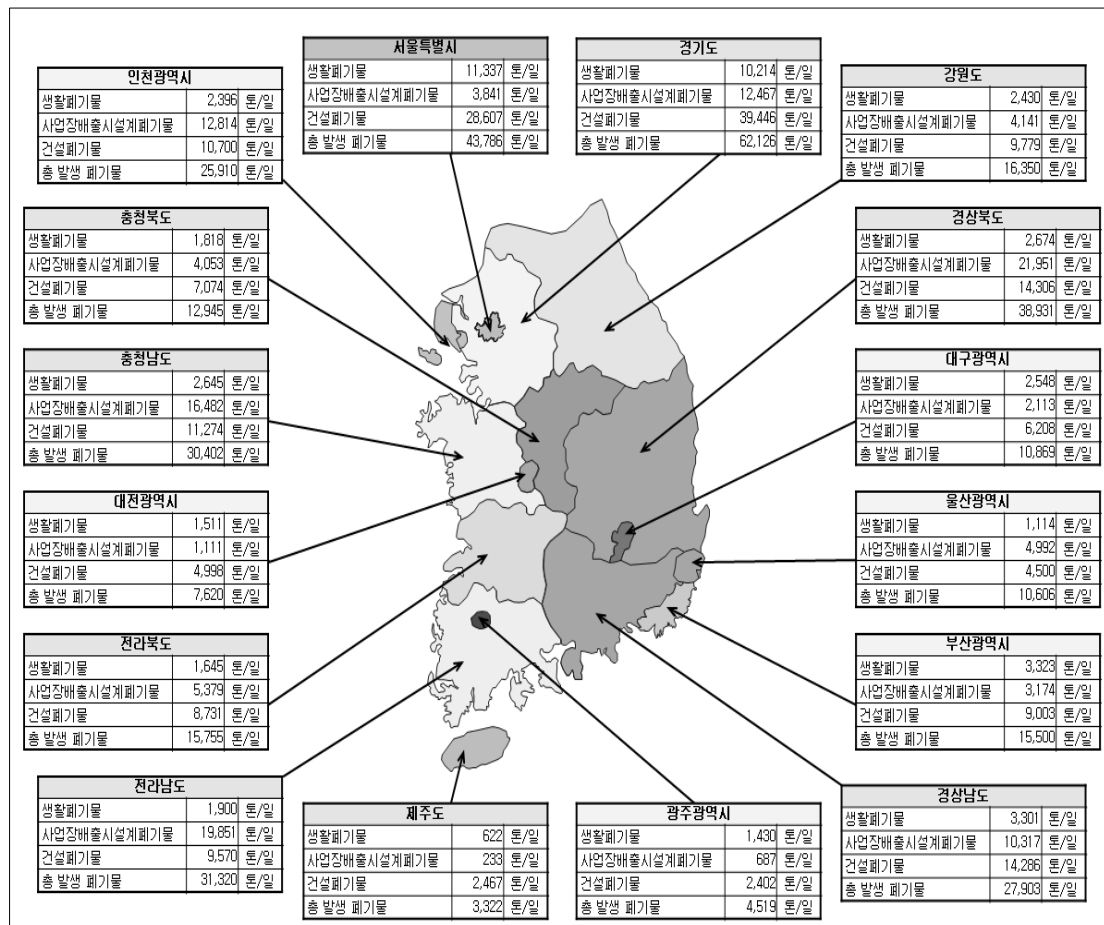 서울특별시
생활폐기물 11,337 톤/일
사업장배출시설계폐기물 3,841 톤/일
건설폐기물 28,607 톤/일
총 발생 폐기물 43,786 톤/일
경기도
생활폐기물 10,214 톤/일
사업장배출시설계폐기물 12,467 톤/일
건설폐기물 39,446 톤/일
총 발생 폐기물 62,126 톤/일
인천광역시
생활폐기물 2,396 톤/일
사업장배출시설계폐기물 12,814 톤/일
건설폐기물 10,700 톤/일
총 발생 폐기물 25,910 톤/일
강원도
생활폐기물 2,430 톤/일
사업장배출시설계폐기물 4,141 톤/일
건설폐기물 9,779 톤/일
총 발생 폐기물 16,350 톤/일
충청북도
생활폐기물 1,818 톤/일
사업장배출시설계폐기물 4,053 톤/일
건설폐기물 7,074 톤/일
총 발생 폐기물 12,945 톤/일
경상북도
생활폐기물 2,674 톤/일
사업장배출시설계폐기물 21,951 톤/일
건설폐기물 14,306 톤/일
총 발생 폐기물 38,931 톤/일
충청남도
생활폐기물 2,645 톤/일
사업장배출시설계폐기물 16,482 톤/일
건설폐기물 11,274 톤/일
총 발생 폐기물 30,402 톤/일
대구광역시
생활폐기물 2,548 톤/일
사업장배출시설계폐기물 2,113 톤/일
건설폐기물 6,208 톤/일
총 발생 폐기물 10,869 톤/일
대전광역시
생활폐기물 1,511 톤/일
사업장배출시설계폐기물 1,111 톤/일
건설폐기물 4,998 톤/일
총 발생 폐기물 7,620 톤/일
울산광역시
생활폐기물 1,114 톤/일
사업장배출시설계폐기물 4,992 톤/일
건설폐기물 4,500 톤/일
총 발생 폐기물 10,606 톤/일
전라북도
생활폐기물 1,645 톤/일
사업장배출시설계폐기물 5,379 톤/일
건설폐기물 8,731 톤/일
총 발생 폐기물 15,755 톤/일
부산광역시
생활폐기물 3,323 톤/일
사업장배출시설계폐기물 3,174 톤/일
건설폐기물 9,003 톤/일
총 발생 폐기물 15,500 톤/일
전라남도
생활폐기물 1,900 톤/일
사업장배출시설계폐기물 19,851 톤/일
건설폐기물 9,570 톤/일
총 발생 폐기물 31,320 톤/일
제주도
생활폐기물 622 톤/일
사업장배출시설계폐기물 233 톤/일
건설폐기물 2,467 톤/일
총 발생 폐기물 3,322 톤/일
광주광역시
생활폐기물 1,430 톤/일
사업장배출시설계폐기물 687 톤/일
건설폐기물 2,402 톤/일
총 발생 폐기물 4,519 톤/일
경상남도
생활폐기물 3,301 톤/일
사업장배출시설계폐기물 10,317 톤/일
건설폐기물 14,286 톤/일
총 발생 폐기물 27,903 톤/일